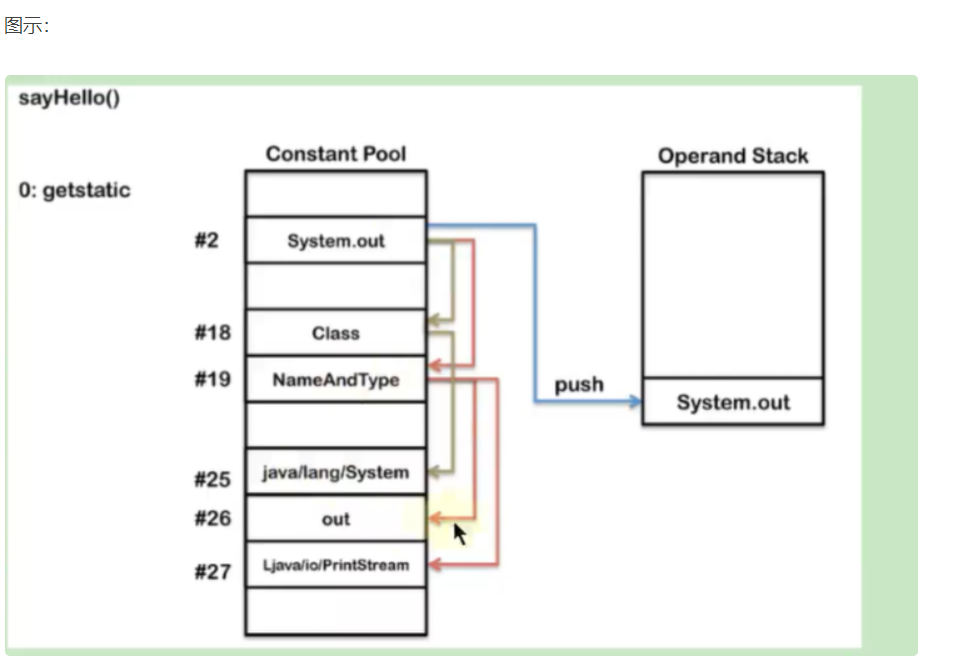 图示：
sayHello()
Constant Pool
Operand Stack
0: getstatic
#2
System.out
#18
Class
#19
NameAndType
push
System.out
#25
java/lang/System
#26
out
#27
Ljava/io/PrintStream